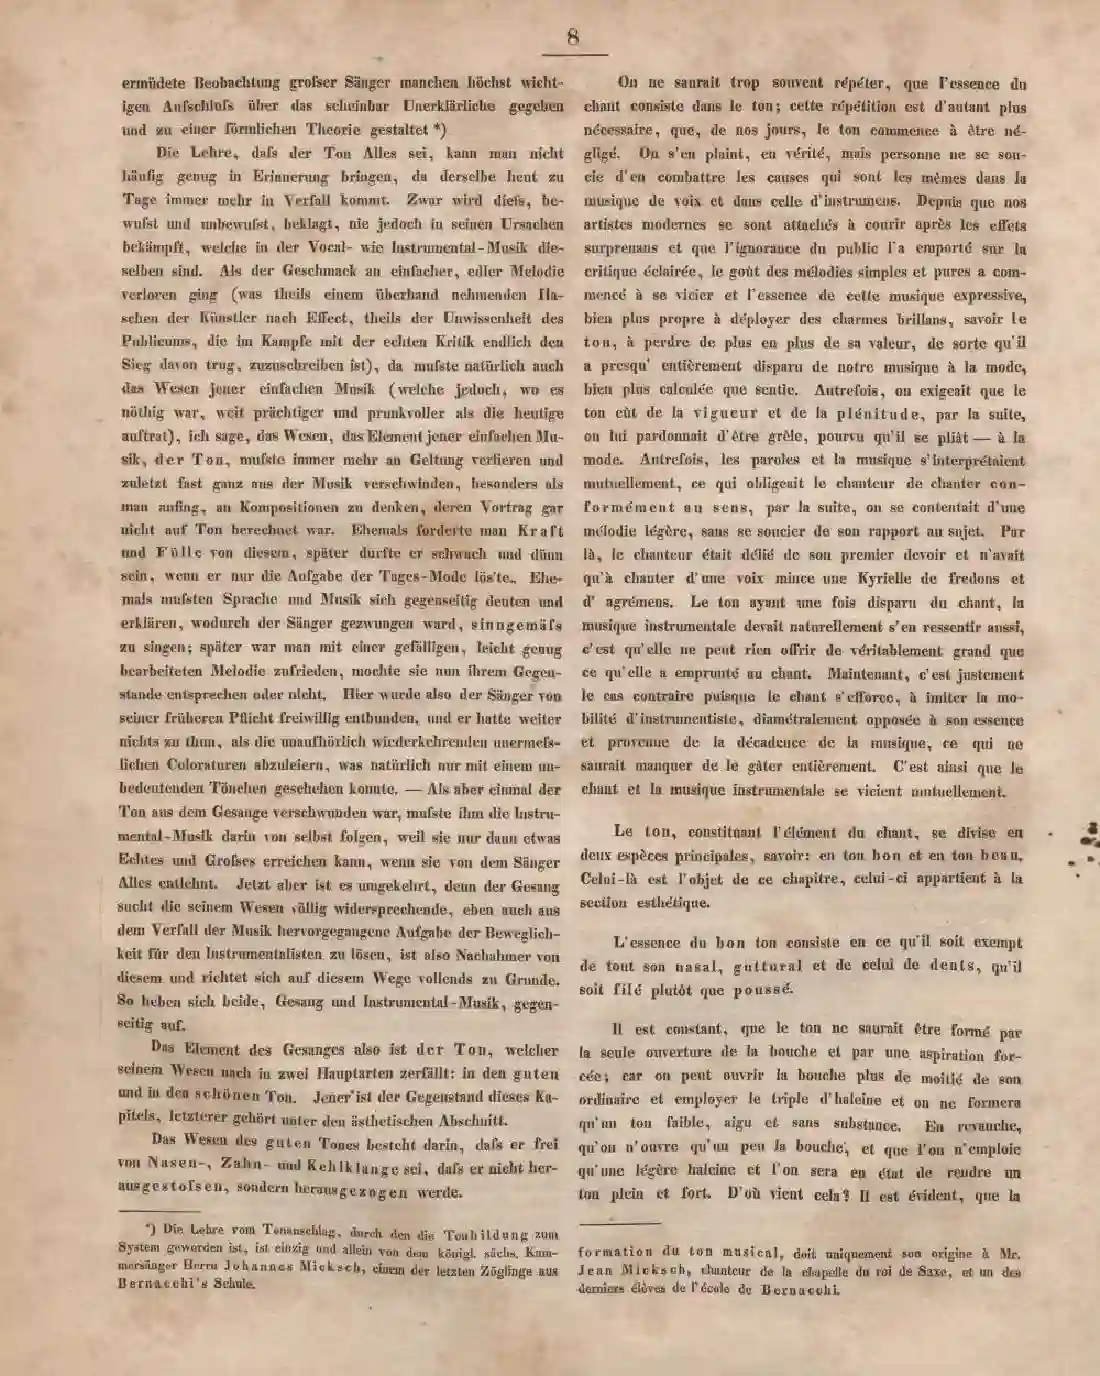 8
ermüdete Beobachtung großser Sänger manchen höchst wicht-
igen Aufschluſs über das scheinbar Unerklärliche gegeben
und zu einer förmlichen Theorie gestaltet *)
Die Lehre, daſs der Ton Alles sei, kann man nicht
häufig genug in Erinnerung bringen, da derselbe heut zu
Tage immer mehr in Verfall kommt. Zwar wird dieſs, be-
wuſst und unbewuſst, beklagt, nie jedoch in seinen Ursachen
bekämpft, welche in der Vocal- wie Instrumental-Musik die-
selben sind. Als der Geschmack an einfacher, edler Melodie
verloren ging (was theils einem überhand nehmenden Ha-
schen der Künstler nach Effect, theils der Unwissenheit des
Publicums, die im Kampfe mit der echten Kritik endlich den
Sieg davon trug, zuzuschreiben ist), da muſste natürlich auch
das Wesen jener einfachen Musik (welche jedoch, wo es
nöthig war, weit prächtiger und prunkvoller als die heutige
auftrat), ich sage, das Wesen, das Element jener einfachen Mu-
sik, der Ton, muſste immer mehr an Geltung verlieren und
zuletzt fast ganz aus der Musik verschwinden, besonders als
man anfing, an Kompositionen zu denken, deren Vortrag gar
nicht auf Ton berechnet war. Ehemals forderte man Kraft
und Fülle von diesem, später durfte er schwach und dünn
sein, wenn er nur die Aufgabe der Tages-Mode lös'te. Ehe-
mals muſsten Sprache und Musik sich gegenseitig deuten und
erklären, wodurch der Sänger gezwungen ward, sinngemäſs
zu singen; später war man mit einer gefälligen, leicht genug
bearbeiteten Melodie zufrieden, mochte sie nun ihrem Gegen-
stande entsprechen oder nicht. Hier wurde also der Sänger von
seiner früheren Pflicht freiwillig entbunden, und er hatte weiter
nichts zu thun, als die unaufhörlich wiederkehrenden unermeſs-
lichen Coloraturen abzuleiern, was natürlich nur mit einem un-
bedeutenden Tönchen geschehen konnte. — Als aber einmal der
Ton aus dem Gesange verschwunden war, muſste ihm die Instru-
mental-Musik darin von selbst folgen, weil sie nur dann etwas
Echtes und Groſses erreichen kann, wenn sie von dem Sänger
Alles entlehnt. Jetzt aber ist es umgekehrt, denn der Gesang
sucht die seinem Wesen völlig widersprechende, eben auch aus
dem Verfall der Musik hervorgegangene Aufgabe der Beweglich-
keit für den Instrumentalisten zu lösen, ist also Nachahmer von
diesem und richtet sich auf diesem Wege vollends zu Grunde.
So heben sich beide, Gesang und Instrumental-Musik, gegen-
seitig auf.
Das Element des Gesanges also ist der Ton, welcher
seinem Wesen nach in zwei Hauptarten zerfällt: in den guten
und in den schönen Ton. Jener ist der Gegenstand dieses Ka-
pitels, letzterer gehört unter den ästhetischen Abschnitt.
Das Wesen des guten Tones besteht darin, daſs er frei
von Nasen-, Zahn- und Kehlklange sei, daſs er nicht her-
ausgestoſsen, sondern herausgezogen werde.
*) Die Lehre vom Tonanschlag, durch den die Tonbildung zum
System geworden ist, ist einzig und allein von dem königl. sächs. Kam-
mersänger Herrn Johannes Micksch, einem der letzten Zöglinge aus
Bernacchi's Schule.
On ne saurait trop souvent répéter, que l'essence du
chant consiste dans le ton; cette répétition est d'autant plus
nécessaire, que, de nos jours, le ton commence à être né-
gligé. On s'en plaint, en vérité, mais personne ne se sou-
cie d'en combattre les causes qui sont les mêmes dans la
musique de voix et dans celle d'instrumens. Depuis que nos
artistes modernes se sont attachés à courir après les effets
surprenans et que l'ignorance du public l'a emporté sur la
critique éclairée, le goût des mélodies simples et pures a com-
mencé à se vicier et l'essence de cette musique expressive,
bien plus propre à déployer des charmes brillans, savoir le
ton, à perdre de plus en plus de sa valeur, de sorte qu'il
a presqu' entièrement disparu de notre musique à la mode,
bien plus calculée que sentie. Autrefois, on exigeait que le
ton eût de la vigueur et de la plénitude, par la suite,
on lui pardonnait d'être grêle, pourvu qu'il se pliât — à la
mode. Autrefois, les paroles et la musique s'interprétaient
mutuellement, ce qui obligeait le chanteur de chanter con-
formément au sens, par la suite, on se contentait d'une
mélodie légère, sans se soucier de son rapport au sujet. Par
là, le chanteur était délié de son premier devoir et n'avait
qu'à chanter d'une voix mince une Kyrielle de fredons et
d' agrémens. Le ton ayant une fois disparu du chant, la
musique instrumentale devait naturellement s'en ressentir aussi,
c'est qu'elle ne peut rien offrir de véritablement grand que
ce qu'elle a emprunté au chant. Maintenant, c'est justement
le cas contraire puisque le chant s'efforce, à imiter la mo-
bilité d'instrumentiste, diamétralement opposée à son essence
et provenue de la décadence de la musique, ce qui ne
saurait manquer de le gâter entièrement. C'est ainsi que le
chant et la musique instrumentale se vicient mutuellement.
Le ton, constituant l'élément du chant, se divise en
deux espèces principales, savoir: en ton bon et en ton beau.
Celui-là est l'objet de ce chapitre, celui-ci appartient à la
section esthétique.
L'essence du bon ton consiste en ce qu'il soit exempt
de tout son nasal, guttural et de celui de dents, qu'il
soit filé plutôt que poussé.
Il est constant, que le ton ne saurait être formé par
la seule ouverture de la bouche et par une aspiration for-
cée; car on peut ouvrir la bouche plus de moitié de son
ordinaire et employer le triple d'haleine et on ne formera
qu'un ton faible, aigu et sans substance. En revanche,
qu'on n'ouvre qu'un peu la bouche, et que l'on n'emploie
qu'une légère haleine et l'on sera en état de rendre un
ton plein et fort. D'où vient cela? Il est évident, que la
formation du ton musical, doit uniquement son origine à Mr.
Jean Micksch, chanteur de la chapelle du roi de Saxe, et un des
derniers élèves de l'école de Bernacchi.